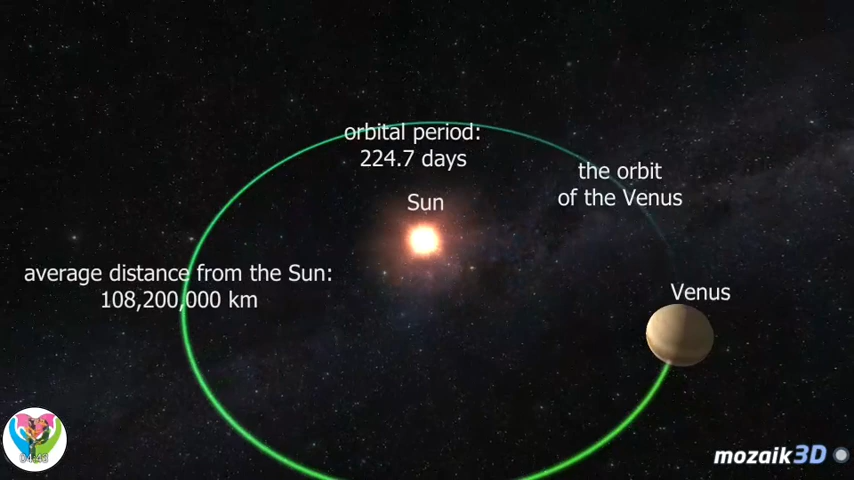 orbital period:
224.7 days
the orbit
of the Venus
Sun
average distance from the Sun:
108,200,000 km
Venus
04:48
mozaik3D